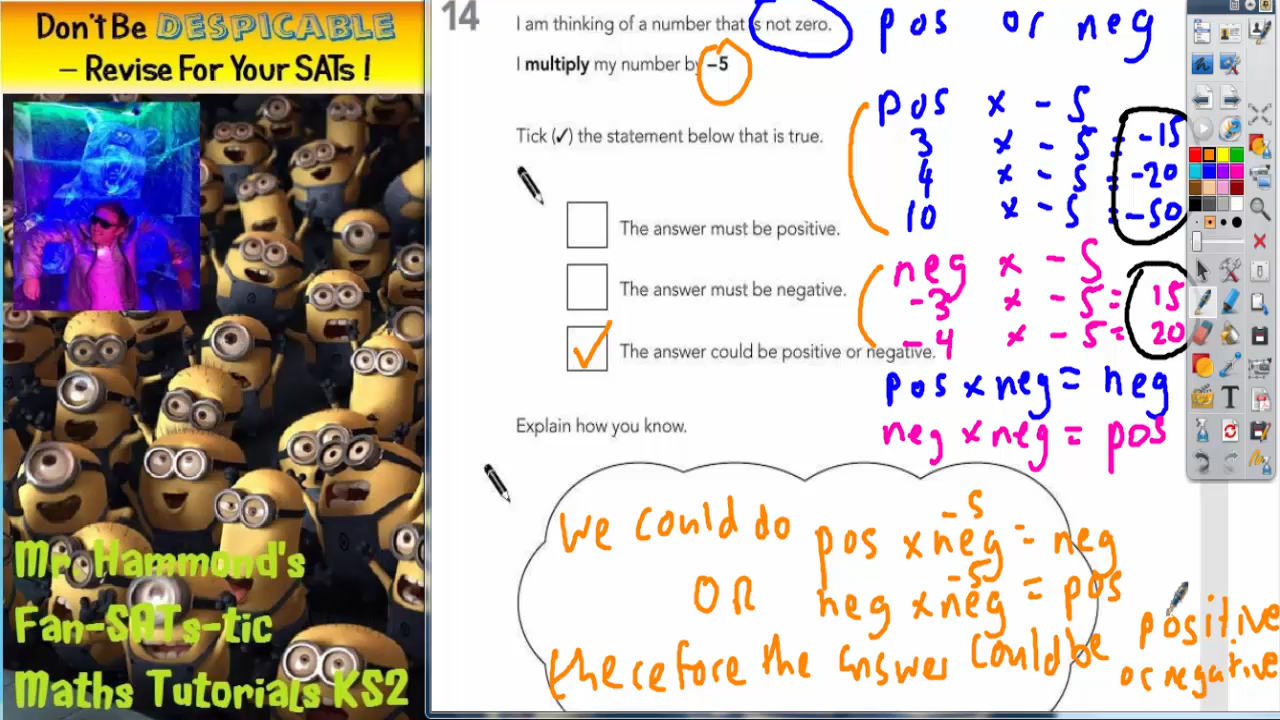 Don't Be DESPICABLE
– Revise For Your SATs !
Mr. Hammond's
Fan-SATs-tic
Maths Tutorials KS2
14
I am thinking of a number that is not zero.
I multiply my number by –5
Tick (✓) the statement below that is true.
The answer must be positive.
The answer must be negative.
✓ The answer could be positive or negative.
Explain how you know.
pos or neg
pos x - 5
3 x - 5 = -15
4 x - 5 = -20
10 x - 5 = -50
neg x - 5
-3 x - 5 = 15
-4 x - 5 = 20
pos x neg = neg
neg x neg = pos
-5
We could do pos x neg = neg
-5
OR neg x neg = pos
therefore the answer could be positive
or negative
T